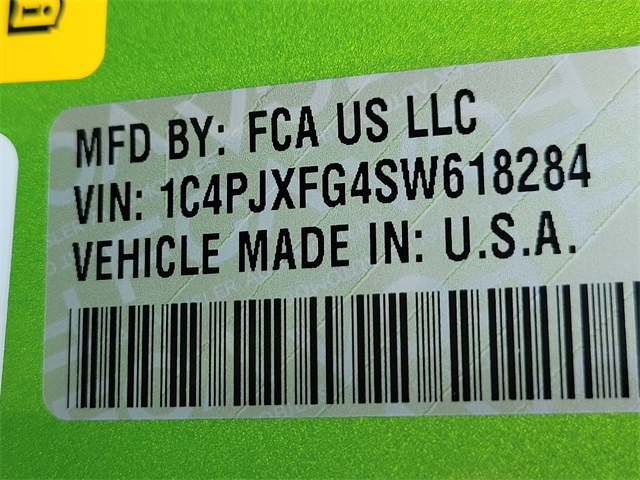 MFD BY: FCA US LLC
VIN: 1C4PJXFG4SW618284
VEHICLE MADE IN: U.S.A.